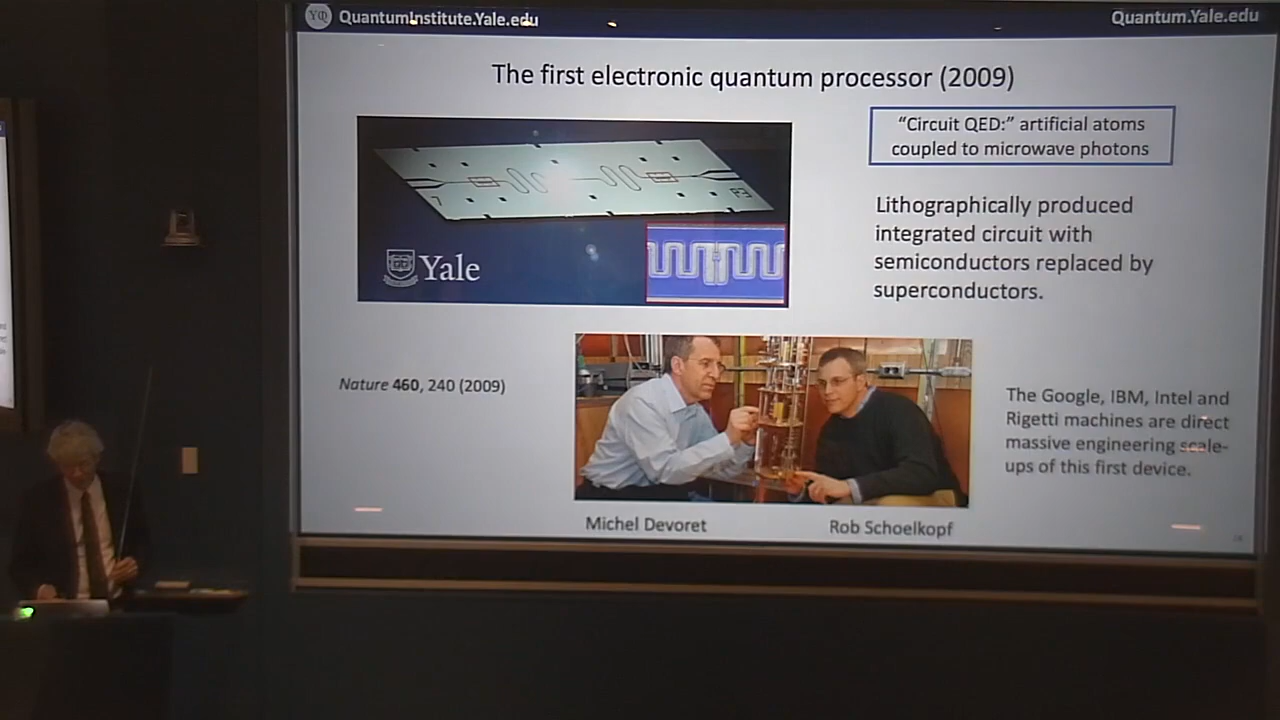 YQ QuantumInstitute.Yale.edu
Quantum.Yale.edu
The first electronic quantum processor (2009)
“Circuit QED:” artificial atoms
coupled to microwave photons
7
Yale
Lithographically produced
integrated circuit with
semiconductors replaced by
superconductors.
Nature 460, 240 (2009)
The Google, IBM, Intel and
Rigetti machines are direct
massive engineering scale-
ups of this first device.
Michel Devoret
Rob Schoelkopf